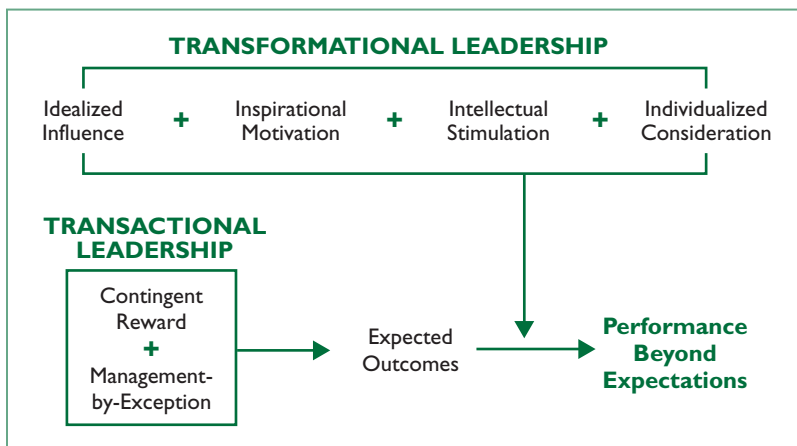 TRANSFORMATIONAL LEADERSHIP
Idealized
Influence
+
Inspirational
Motivation
+
Intellectual
Stimulation
+
Individualized
Consideration
TRANSACTIONAL
LEADERSHIP
Contingent
Reward
+
Management-
by-Exception
Expected
Outcomes
Performance
Beyond
Expectations